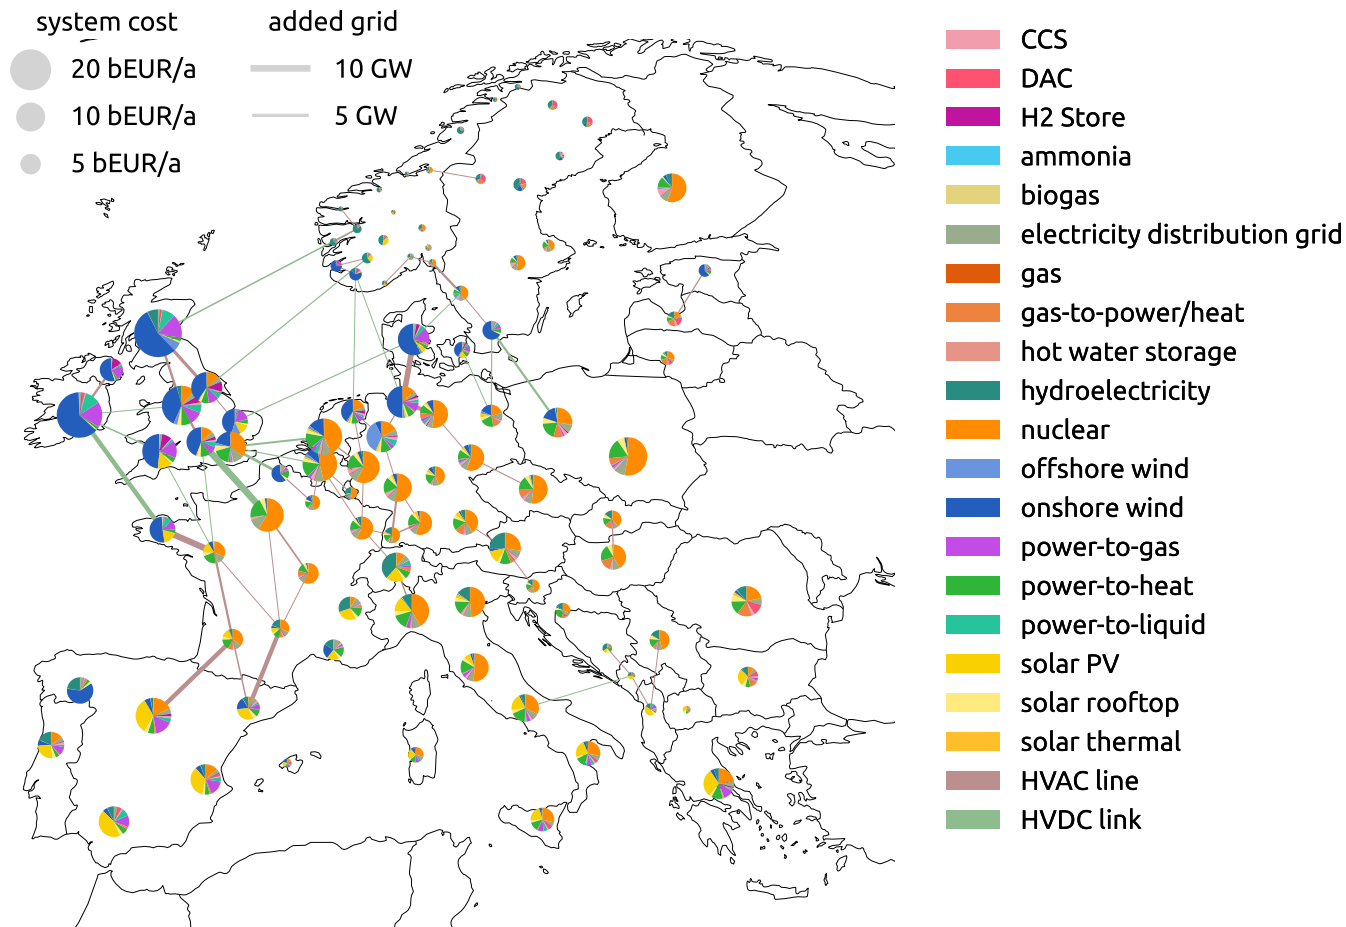 system cost
20 bEUR/a
10 bEUR/a
5 bEUR/a
added grid
10 GW
5 GW
CCS
DAC
H2 Store
ammonia
biogas
electricity distribution grid
gas
gas-to-power/heat
hot water storage
hydroelectricity
nuclear
offshore wind
onshore wind
power-to-gas
power-to-heat
power-to-liquid
solar PV
solar rooftop
solar thermal
HVAC line
HVDC link